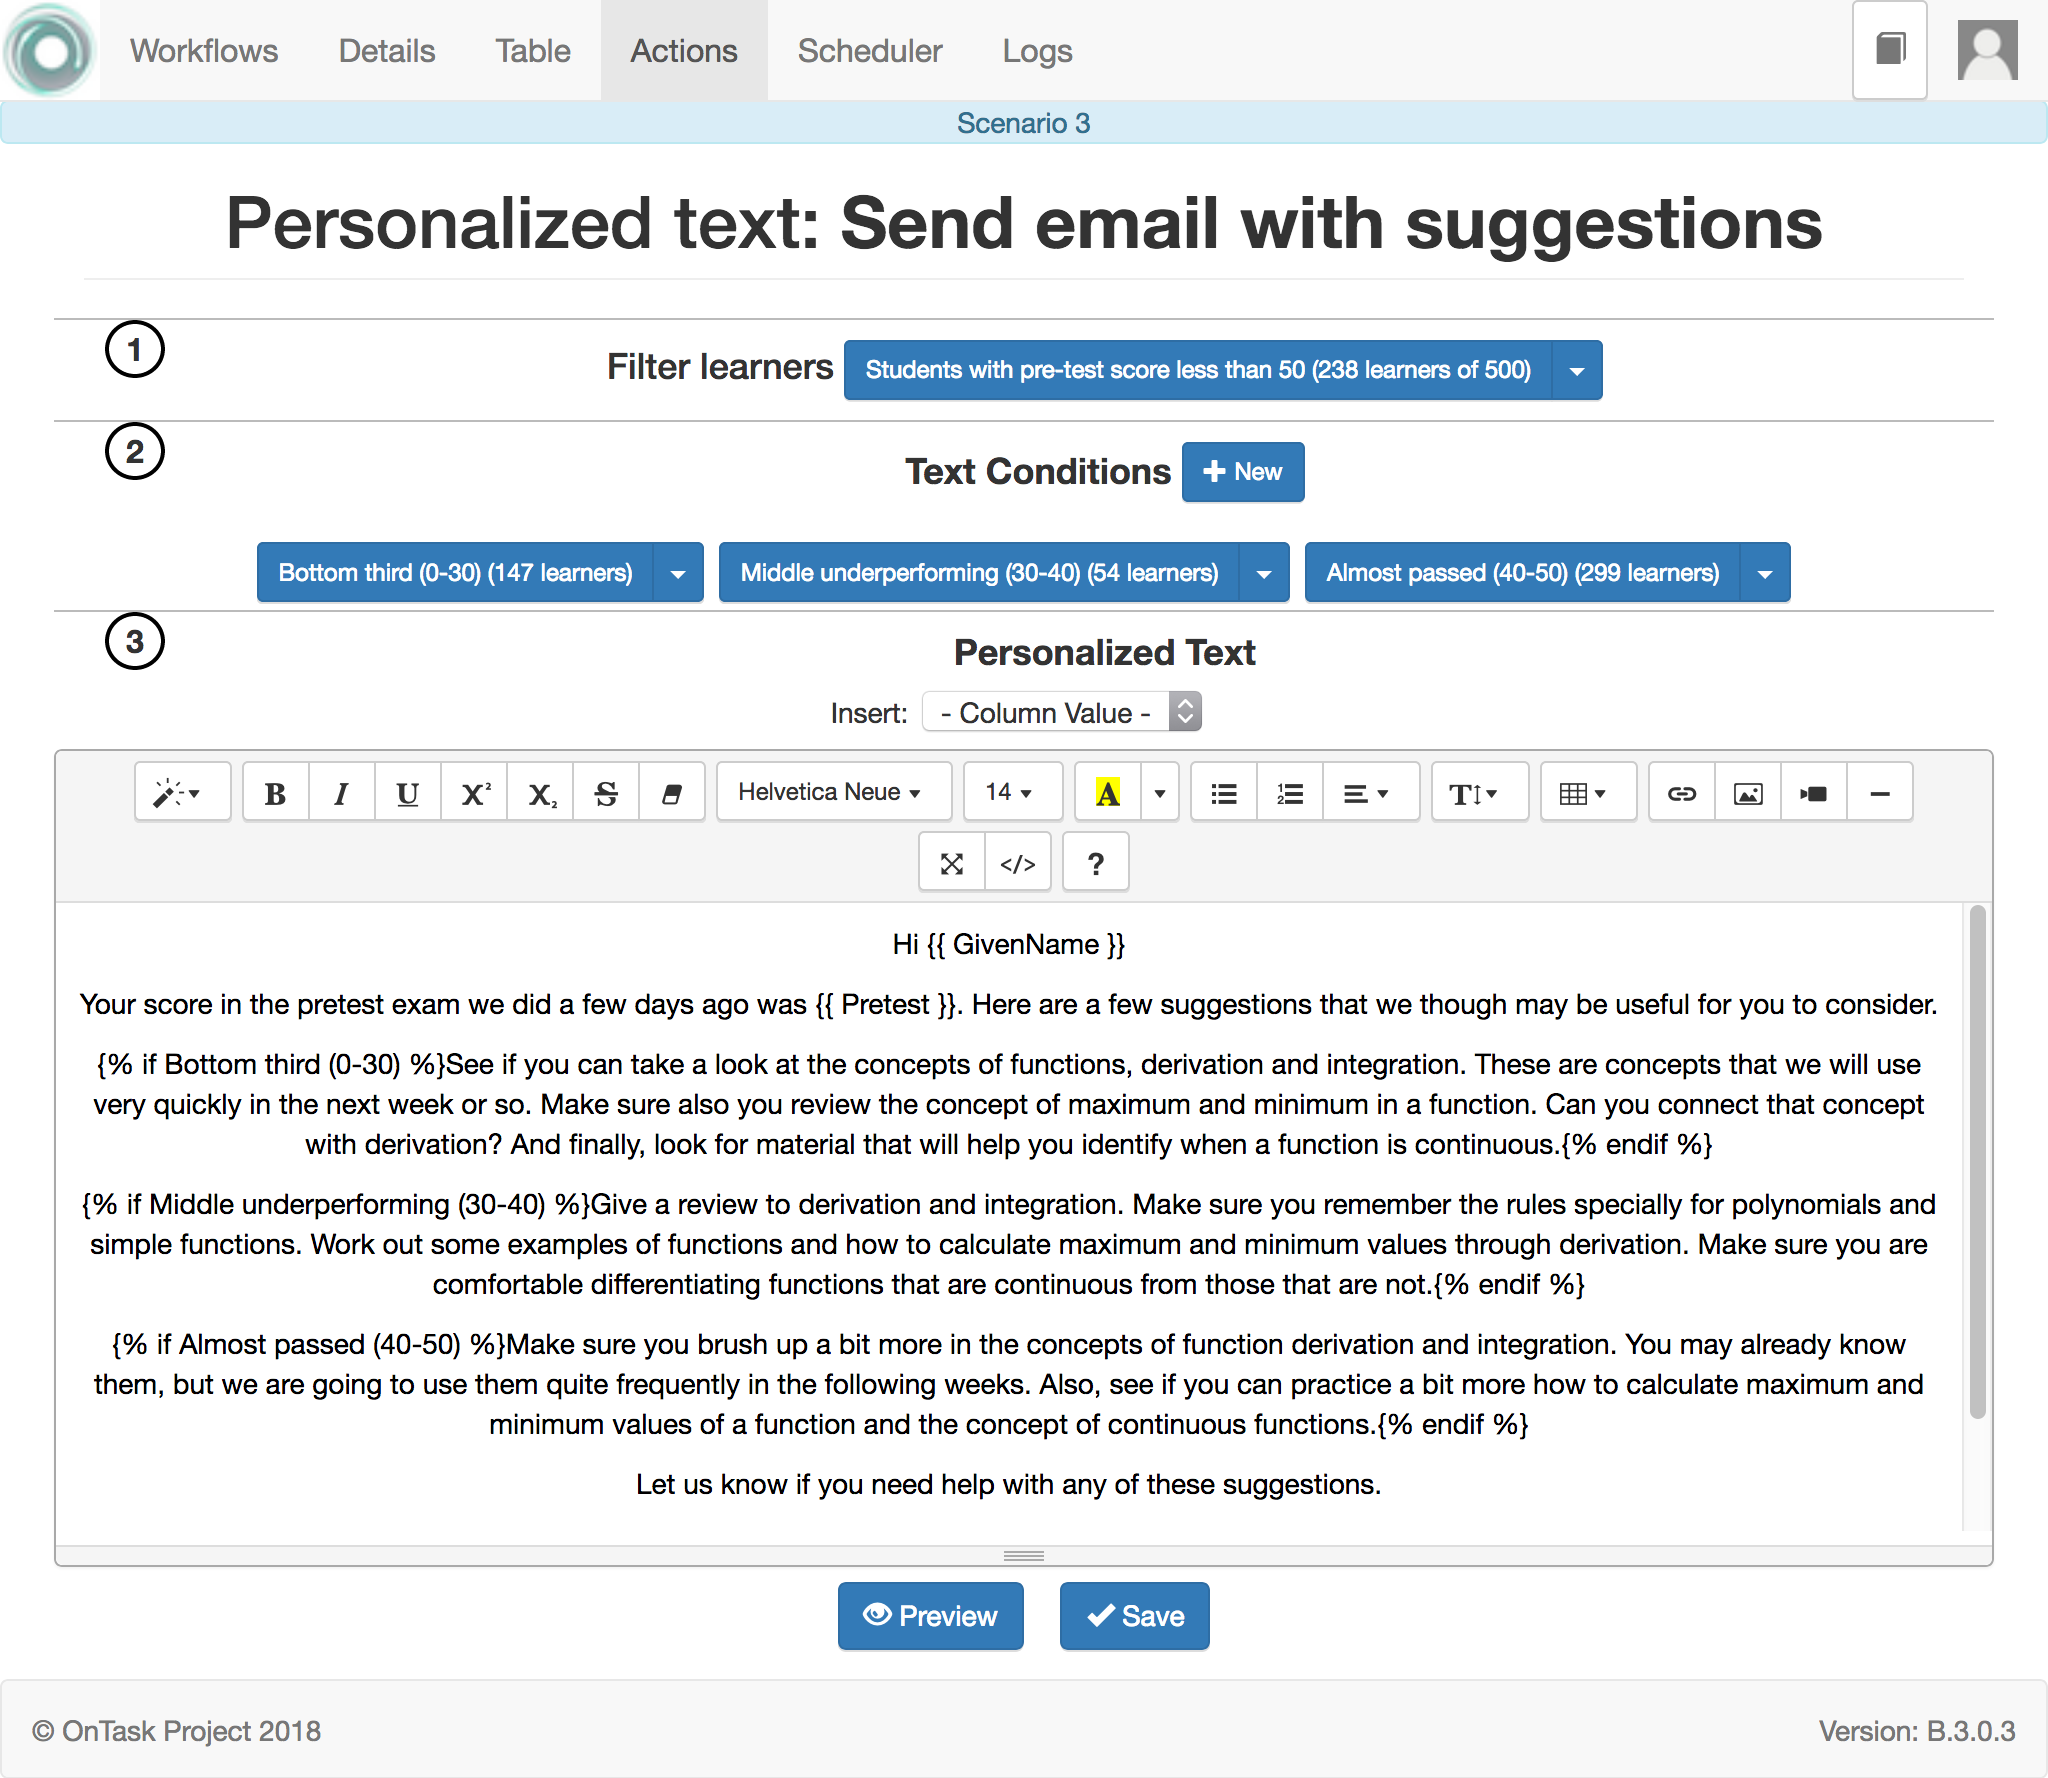 Workflows Details Table Actions Scheduler Logs
Scenario 3
Personalized text: Send email with suggestions
1
Filter learners Students with pre-test score less than 50 (238 learners of 500)
2
Text Conditions New
Bottom third (0-30) (147 learners) Middle underperforming (30-40) (54 learners) Almost passed (40-50) (299 learners)
3
Personalized Text
Insert: - Column Value -
B I U X² X₂ S Helvetica Neue 14 A T
</> ?
Hi {{ GivenName }}
Your score in the pretest exam we did a few days ago was {{ Pretest }}. Here are a few suggestions that we though may be useful for you to consider.
{% if Bottom third (0-30) %}See if you can take a look at the concepts of functions, derivation and integration. These are concepts that we will use
very quickly in the next week or so. Make sure also you review the concept of maximum and minimum in a function. Can you connect that concept
with derivation? And finally, look for material that will help you identify when a function is continuous.{% endif %}
{% if Middle underperforming (30-40) %}Give a review to derivation and integration. Make sure you remember the rules specially for polynomials and
simple functions. Work out some examples of functions and how to calculate maximum and minimum values through derivation. Make sure you are
comfortable differentiating functions that are continuous from those that are not.{% endif %}
{% if Almost passed (40-50) %}Make sure you brush up a bit more in the concepts of function derivation and integration. You may already know
them, but we are going to use them quite frequently in the following weeks. Also, see if you can practice a bit more how to calculate maximum and
minimum values of a function and the concept of continuous functions.{% endif %}
Let us know if you need help with any of these suggestions.
Preview Save
© OnTask Project 2018 Version: B.3.0.3